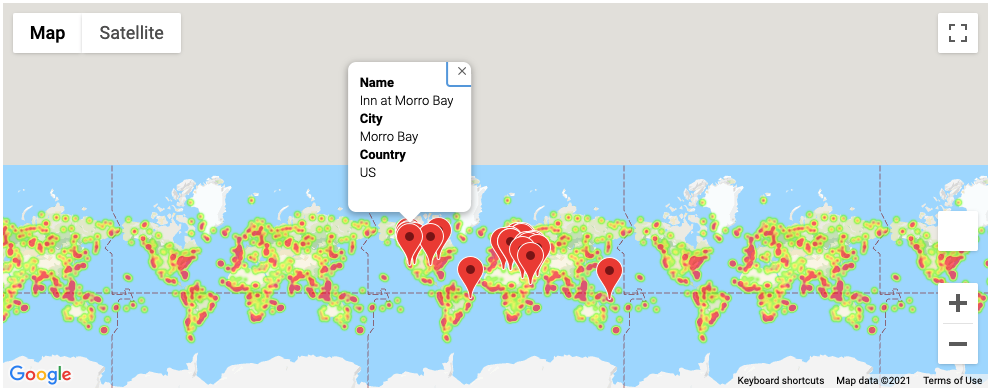 Map Satellite
Name
Inn at Morro Bay
City
Morro Bay
Country
US
Google
Keyboard shortcuts Map data ©2021 Terms of Use